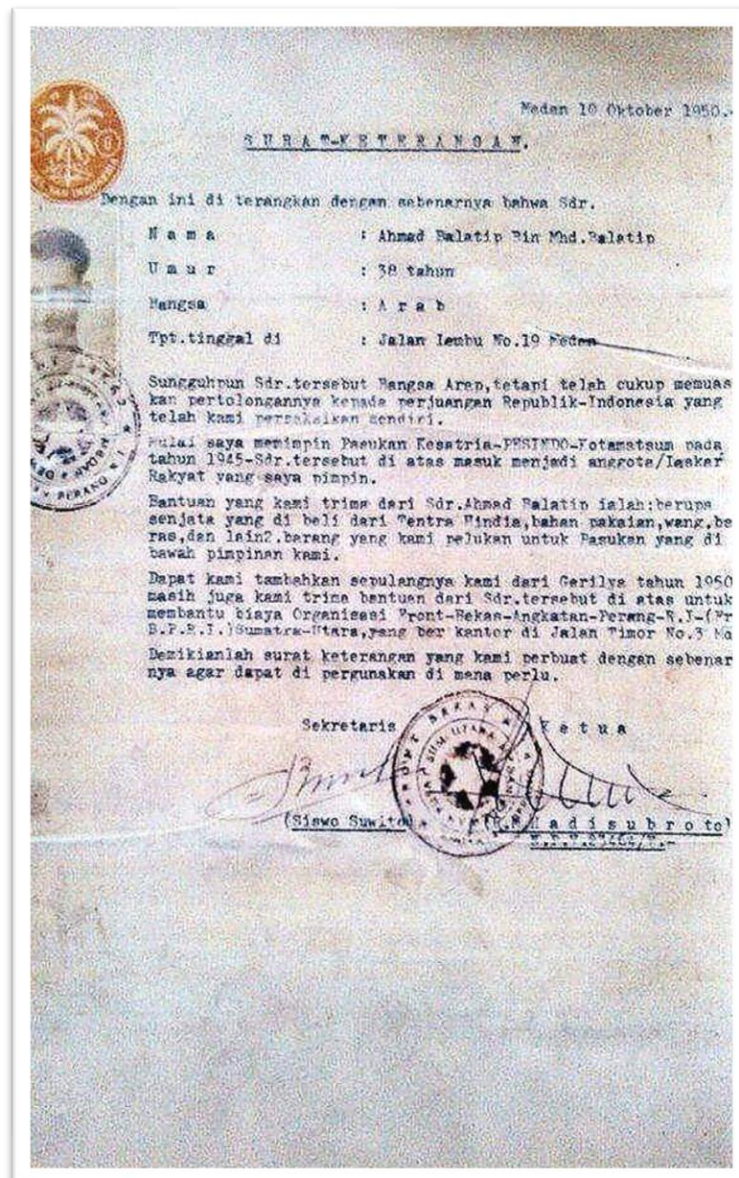 Medan 10 Oktober 1950.-
SURAT-KETERANGAN.
Dengan ini di terangkan dengan sebenarnya bahwa Sdr.
Nama : Ahmad Balatip Bin Mhd.Balatip
Umur : 38 tahun
Bangsa : Arab
Tpt.tinggal di : Jalan Lembu No.19 Medan
Sungguhpun Sdr.tersebut Bangsa Arap,tetapi telah cukup memuas
kan pertolongannya kepada perjuangan Republik-Indonesia yang
telah kami persaksikan sendiri.
Mulai saya memimpin Pasukan Kesatria-PESINDO-Kotamatsum pada
tahun 1945-Sdr.tersebut di atas masuk menjadi anggota/Laskar
Rakyat yang saya pimpin.
Bantuan yang kami trima dari Sdr.Ahmad Balatip ialah:berupa
senjata yang di beli dari Tentra Hindia,bahan pakaian,wang,be
ras,dan lain2.barang yang kami pelukan untuk Pasukan yang di
bawah pimpinan kami.
Dapat kami tambahkan sepulangnya kami dari Gerilya tahun 1950
masih juga kami trima bantuan dari Sdr.tersebut di atas untuk
membantu biaya Organisasi Front-Bekas-Angkatan-Perang-R.I-(Fr
B.P.R.I.)Sumatra-Utara,yang ber kantor di Jalan Timor No.3 Me
Demikianlah surat keterangan yang kami perbuat dengan sebenar
nya agar dapat di pergunakan di mana perlu.
Sekretaris Ketua
(Siswo Suwito) Hadisubroto)